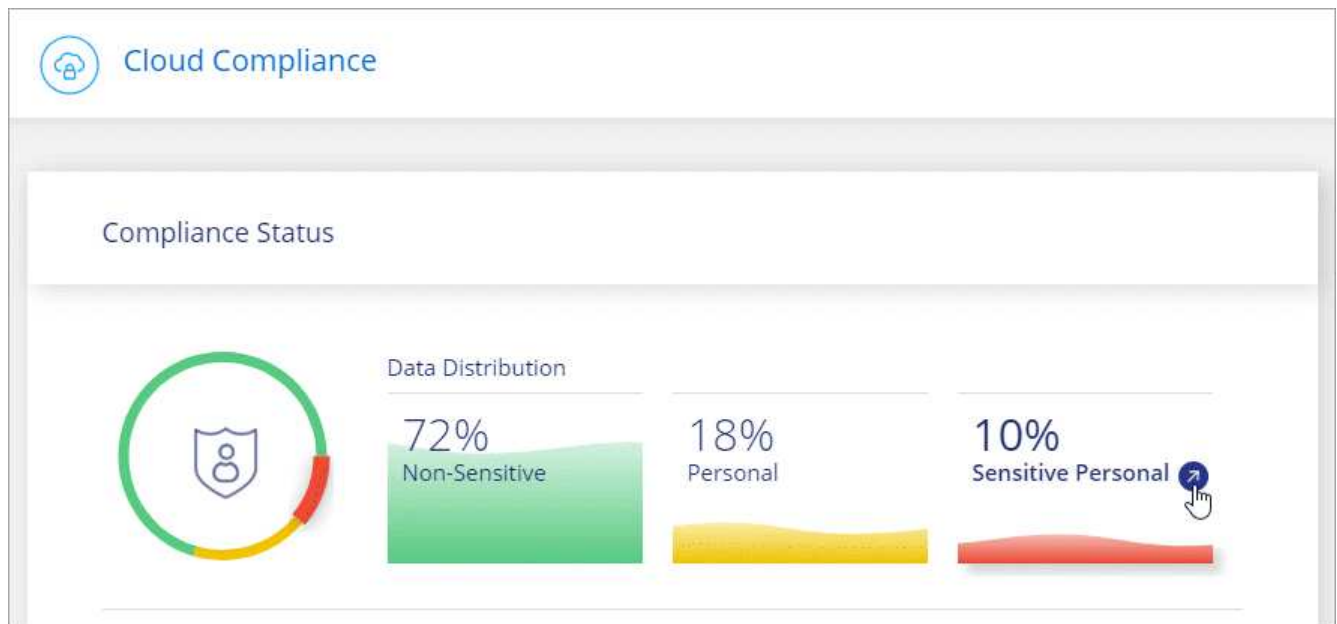 Cloud Compliance
Compliance Status
Data Distribution
72%
Non-Sensitive
18%
Personal
10%
Sensitive Personal